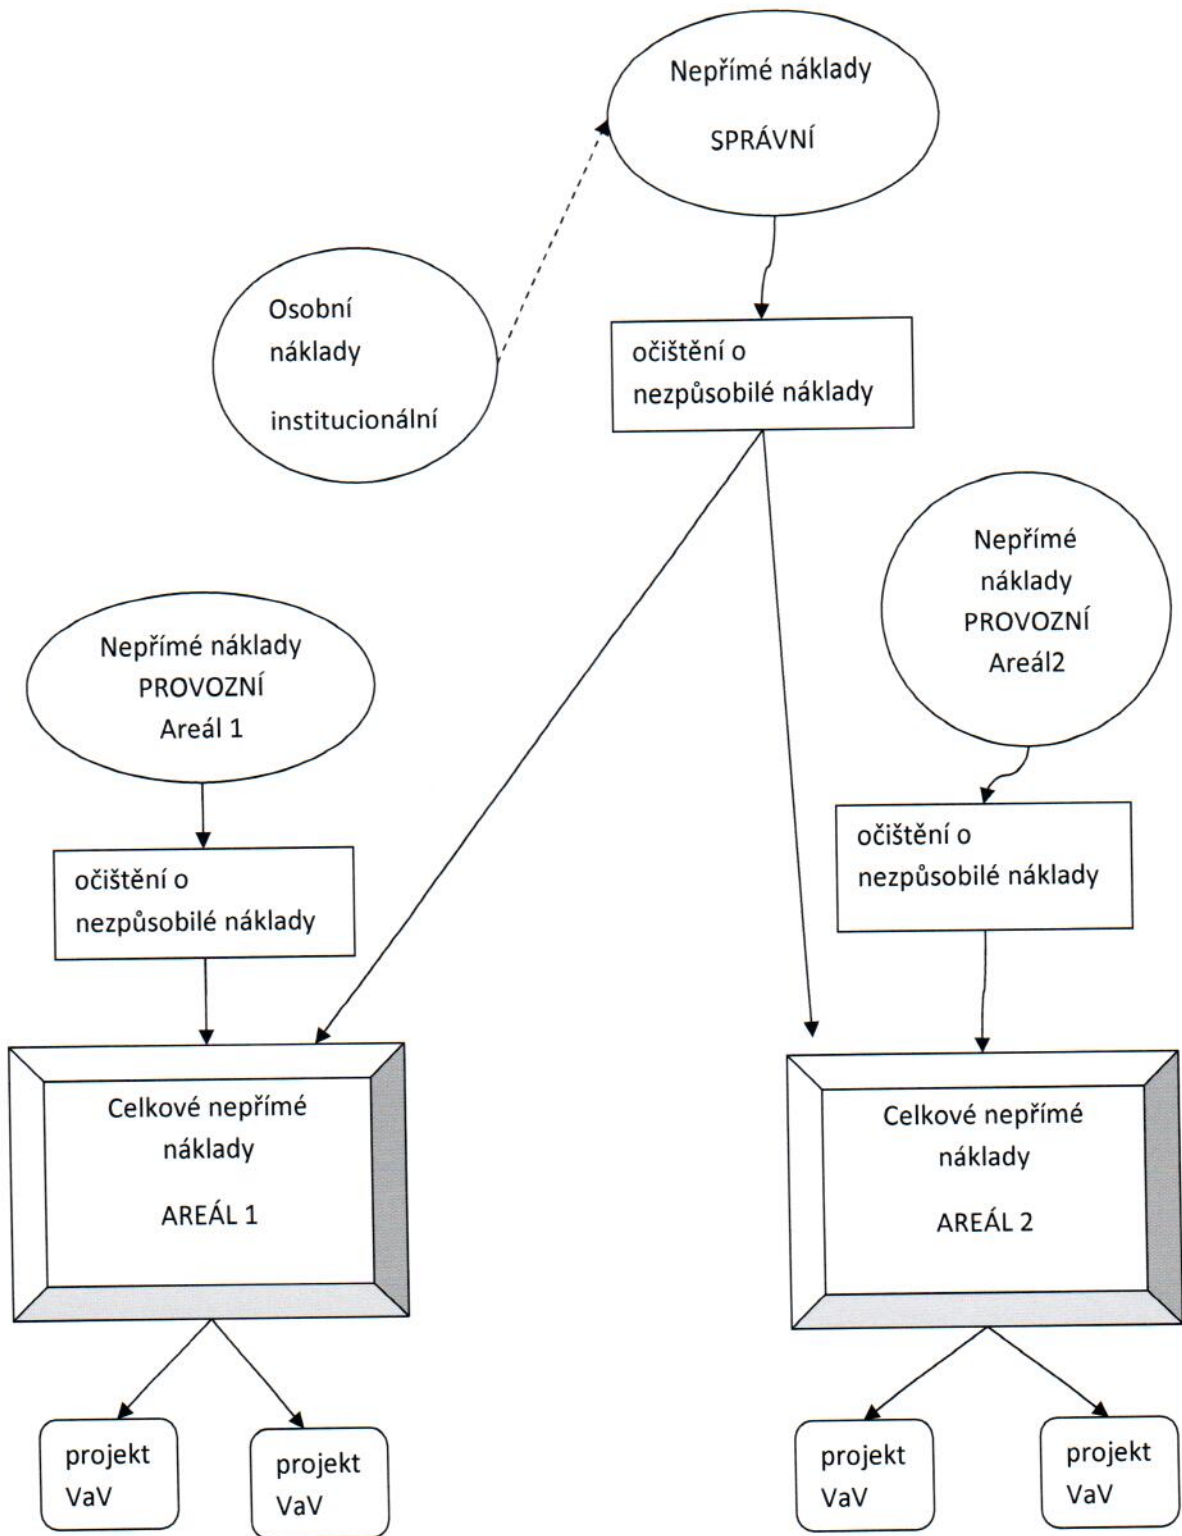 Nepřímé náklady
SPRÁVNÍ
Osobní
náklady
institucionální
očištění o
nezpůsobilé náklady
Nepřímé
náklady
PROVOZNÍ
Areál2
Nepřímé náklady
PROVOZNÍ
Areál 1
očištění o
nezpůsobilé náklady
očištění o
nezpůsobilé náklady
Celkové nepřímé
náklady
AREÁL 1
Celkové nepřímé
náklady
AREÁL 2
projekt
VaV
projekt
VaV
projekt
VaV
projekt
VaV